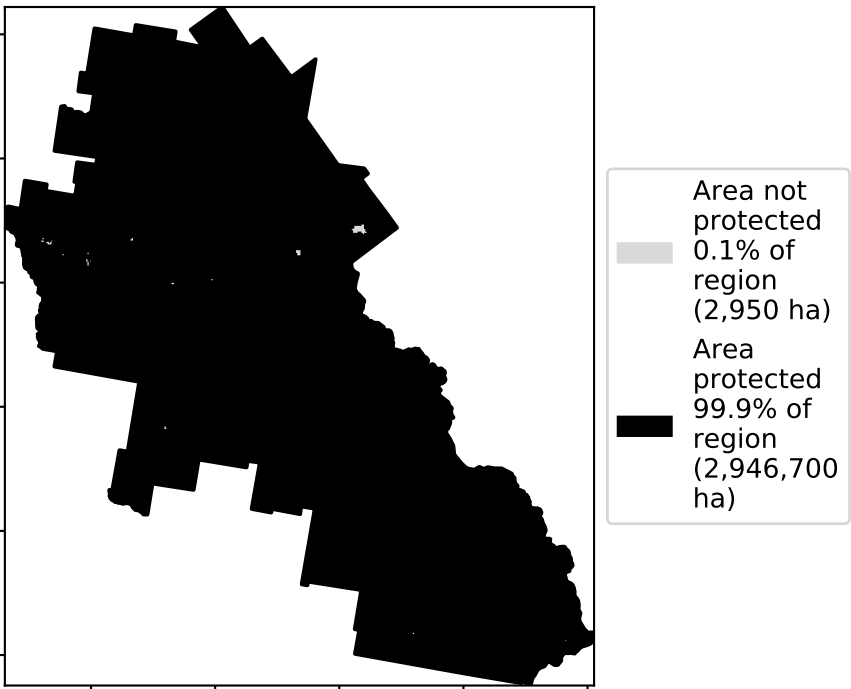 Area not
protected
0.1% of
region
(2,950 ha)
Area
protected
99.9% of
region
(2,946,700
ha)